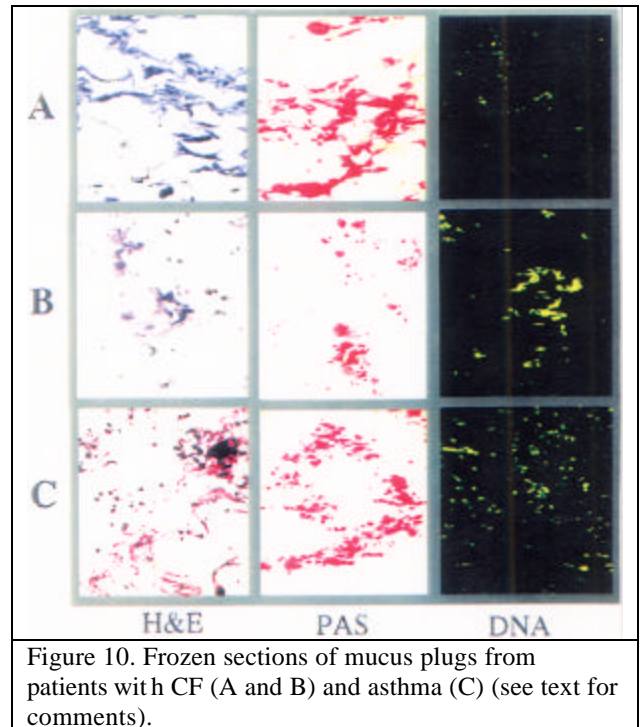 A
B
C
H&E PAS DNA
Figure 10. Frozen sections of mucus plugs from
patients wit h CF (A and B) and asthma (C) (see text for
comments).